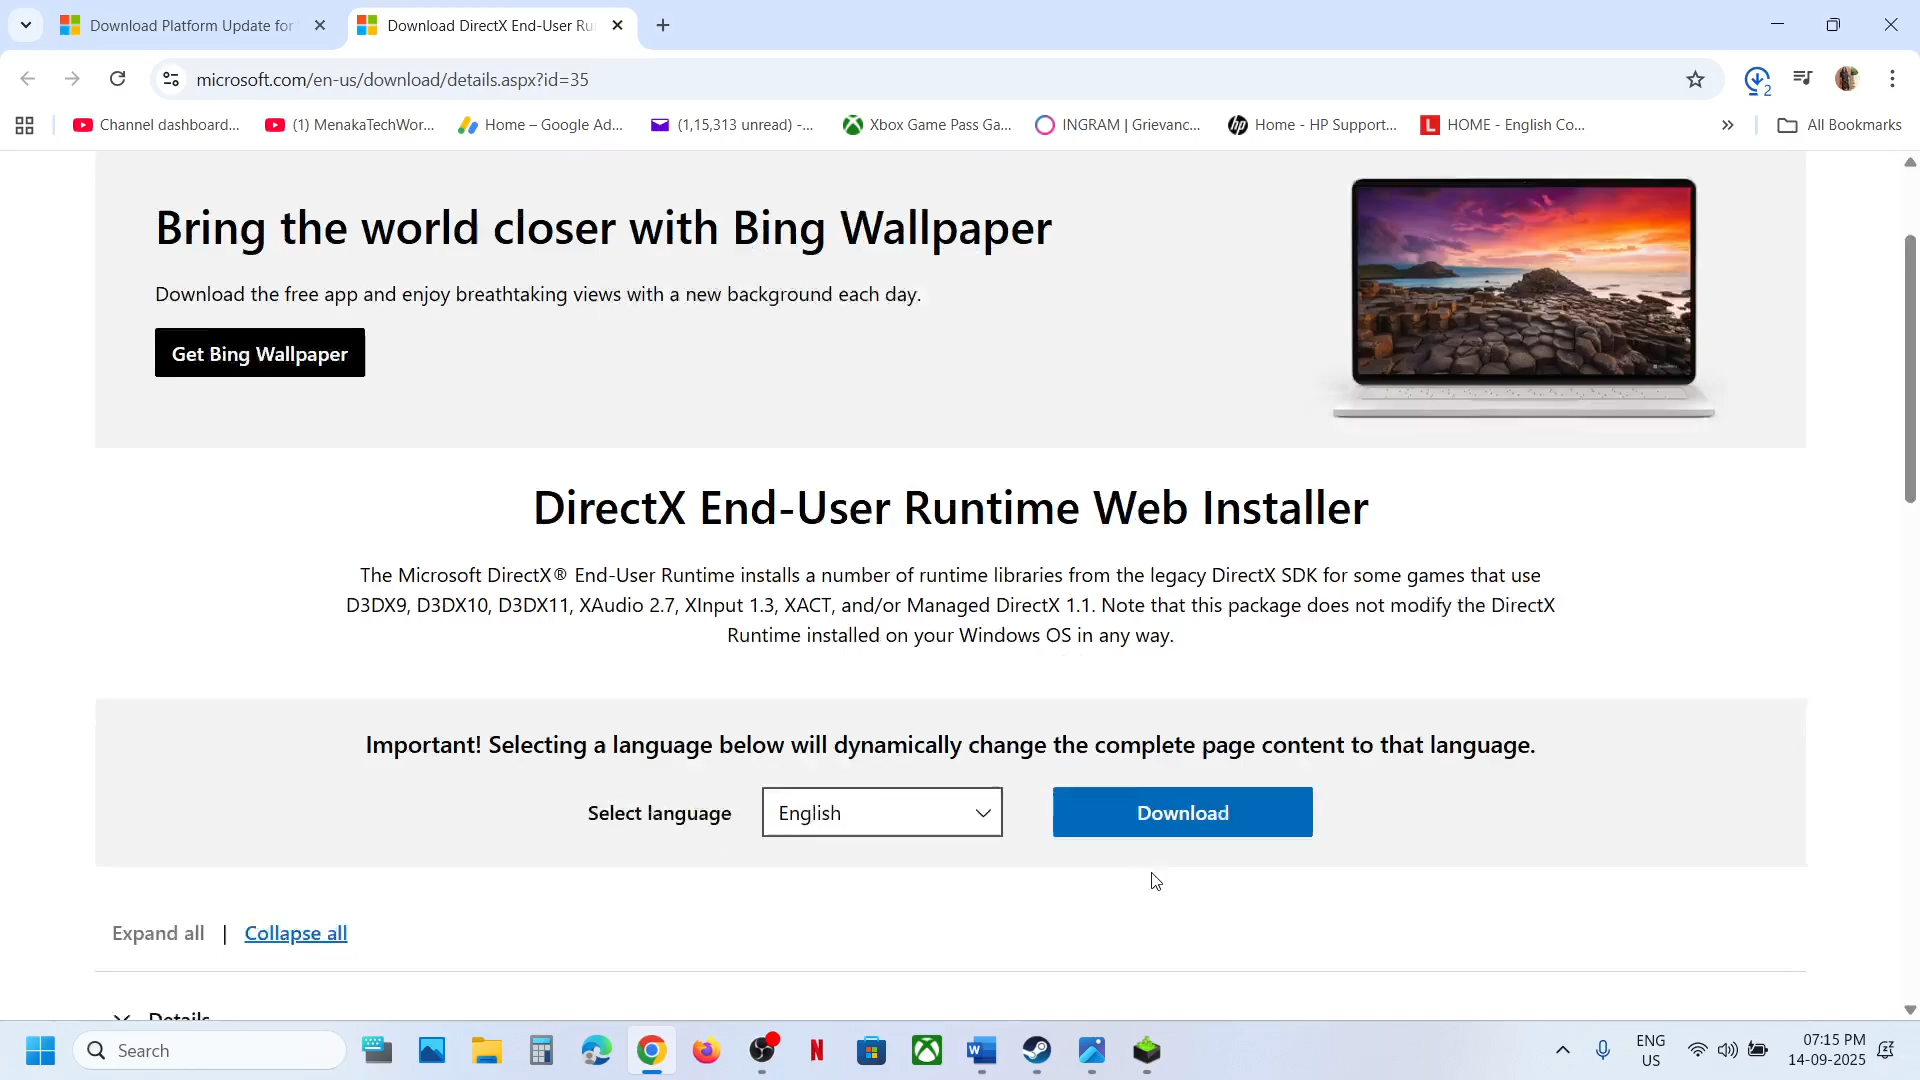 Download Platform Update for
Download DirectX End-User Ru
microsoft.com/en-us/download/details.aspx?id=35
2
Channel dashboard...
(1) MenakaTechWor...
Home – Google Ad...
(1,15,313 unread) -...
Xbox Game Pass Ga...
INGRAM | Grievanc...
Home - HP Support...
HOME - English Co...
All Bookmarks
Bring the world closer with Bing Wallpaper
Download the free app and enjoy breathtaking views with a new background each day.
Get Bing Wallpaper
DirectX End-User Runtime Web Installer
The Microsoft DirectX® End-User Runtime installs a number of runtime libraries from the legacy DirectX SDK for some games that use
D3DX9, D3DX10, D3DX11, XAudio 2.7, XInput 1.3, XACT, and/or Managed DirectX 1.1. Note that this package does not modify the DirectX
Runtime installed on your Windows OS in any way.
Important! Selecting a language below will dynamically change the complete page content to that language.
Select language
English
Download
Expand all | Collapse all
Details
Search
ENG
US
07:15 PM
14-09-2025